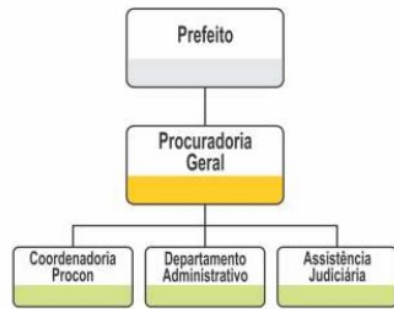 Prefeito
Procuradoria
Geral
Coordenadoria
Procon
Departamento
Administrativo
Assistência
Judiciária